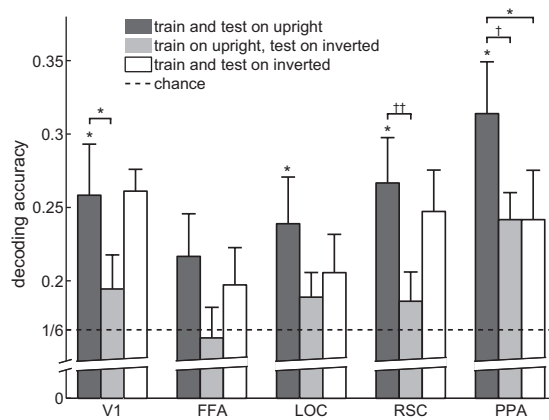 train and test on upright
train on upright, test on inverted
train and test on inverted
chance
decoding accuracy
0.35
0.3
0.25
0.2
1/6
0
* *
*
* ††
* † *
V1 FFA LOC RSC PPA